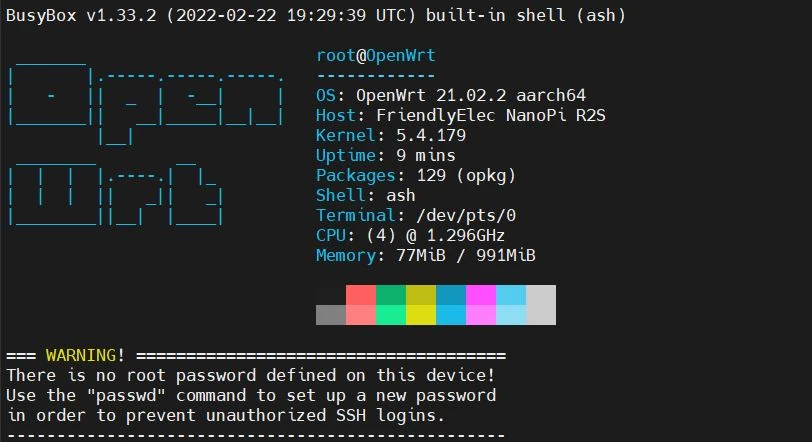 BusyBox v1.33.2 (2022-02-22 19:29:39 UTC) built-in shell (ash)
Open
Wrt
root@OpenWrt
------------
OS: OpenWrt 21.02.2 aarch64
Host: FriendlyElec NanoPi R2S
Kernel: 5.4.179
Uptime: 9 mins
Packages: 129 (opkg)
Shell: ash
Terminal: /dev/pts/0
CPU: (4) @ 1.296GHz
Memory: 77MiB / 991MiB
=== WARNING! =====================================
There is no root password defined on this device!
Use the "passwd" command to set up a new password
in order to prevent unauthorized SSH logins.
--------------------------------------------------